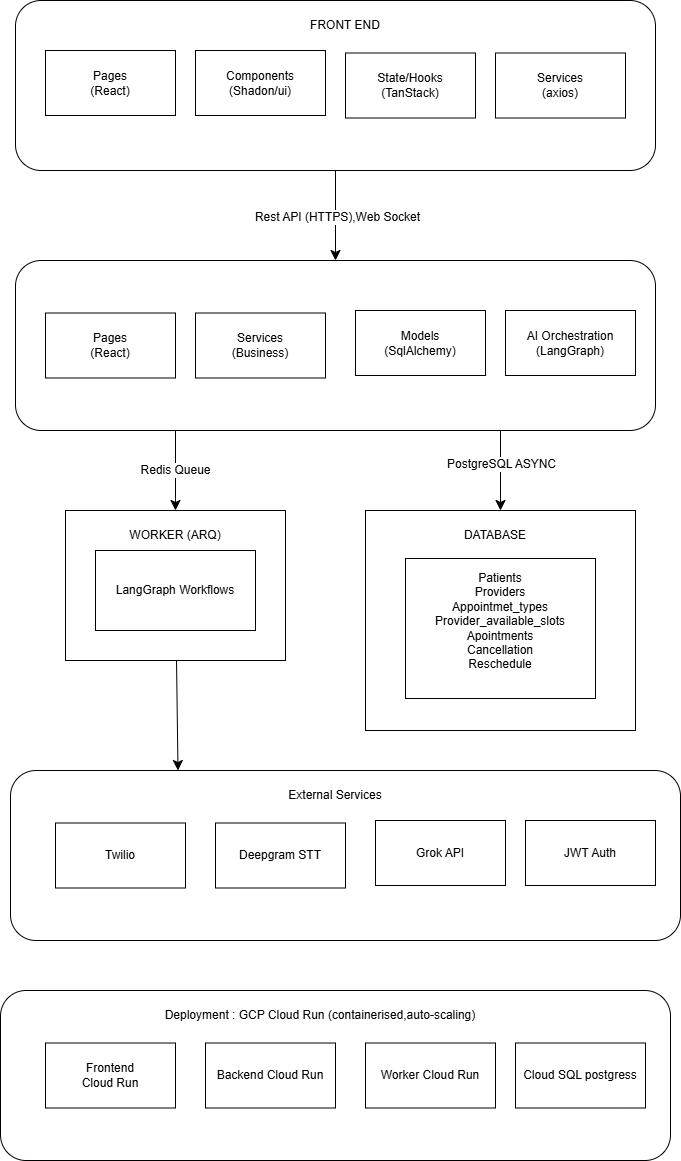 FRONT END
Pages
(React)
Components
(Shadon/ui)
State/Hooks
(TanStack)
Services
(axios)
Rest API (HTTPS),Web Socket
Pages
(React)
Services
(Business)
Models
(SqlAlchemy)
AI Orchestration
(LangGraph)
Redis Queue
PostgreSQL ASYNC
WORKER (ARQ)
LangGraph Workflows
DATABASE
Patients
Providers
Appointmet_types
Provider_available_slots
Apointments
Cancellation
Reschedule
External Services
Twilio
Deepgram STT
Grok API
JWT Auth
Deployment : GCP Cloud Run (containerised,auto-scaling)
Frontend
Cloud Run
Backend Cloud Run
Worker Cloud Run
Cloud SQL postgress